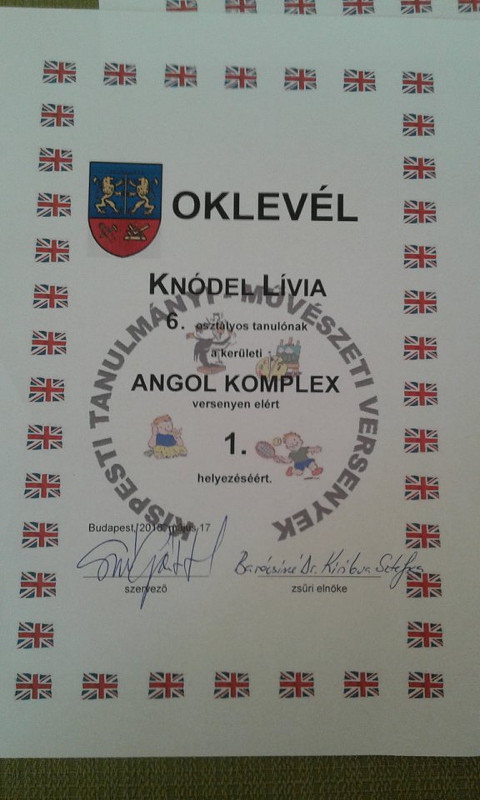 OKLEVÉL
KNÓDEL LÍVIA
6. osztályos tanulónak
a kerületi
ANGOL KOMPLEX
versenyen elért
1.
helyezéséért.
KISPESTI TANULMÁNYI - MŰVÉSZETI VERSENYEK
Budapest, május 17
szervező
zsűri elnöke